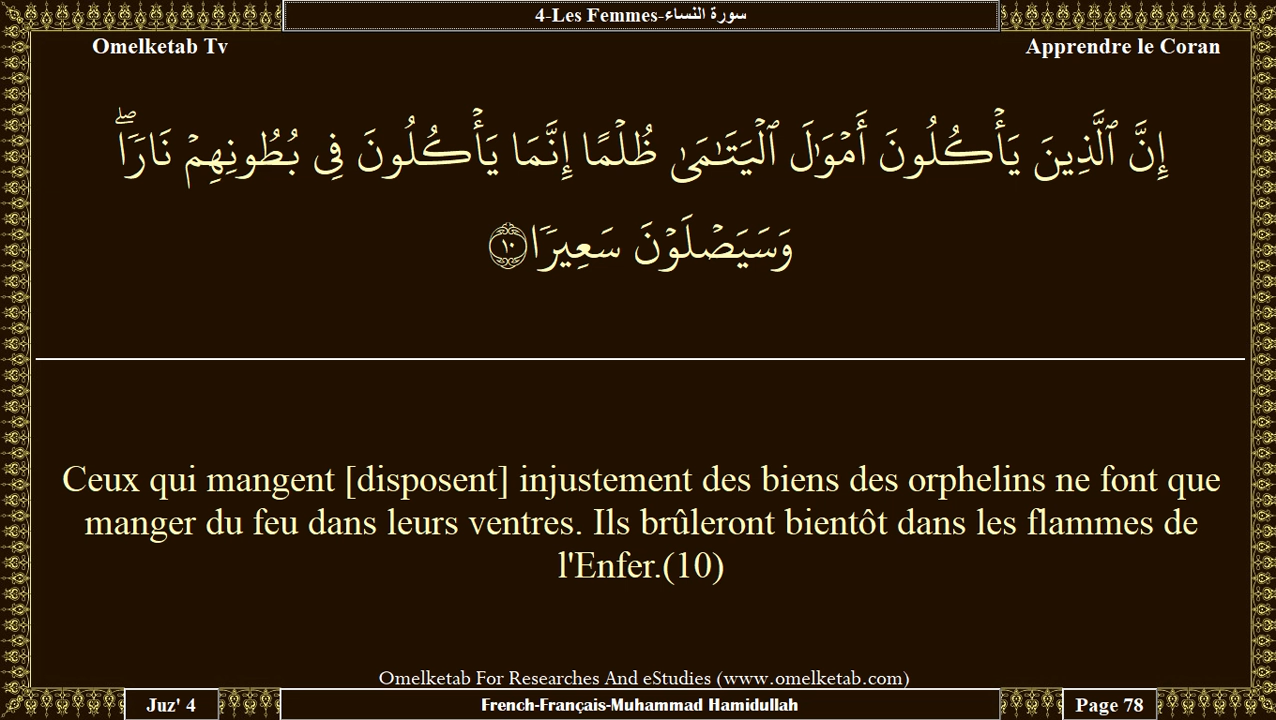 4-Les Femmes-سورة النساء
Omelketab Tv
Apprendre le Coran
إِنَّ ٱلَّذِينَ يَأۡكُلُونَ أَمۡوَٰلَ ٱلۡيَتَٰمَىٰ ظُلۡمًا إِنَّمَا يَأۡكُلُونَ فِي بُطُونِهِمۡ نَارٗاۖ
وَسَيَصۡلَوۡنَ سَعِيرٗا ١٠
Ceux qui mangent [disposent] injustement des biens des orphelins ne font que
manger du feu dans leurs ventres. Ils brûleront bientôt dans les flammes de
l'Enfer.(10)
Omelketab For Researches And eStudies (www.omelketab.com)
Juz' 4
French-Français-Muhammad Hamidullah
Page 78